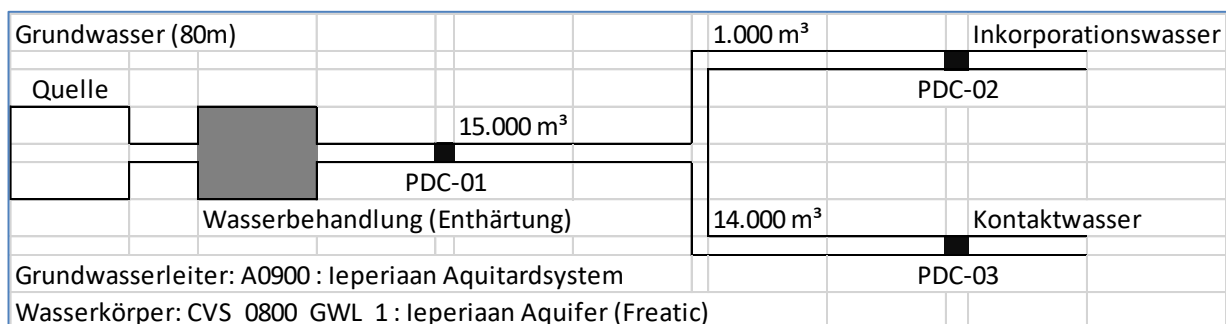 Grundwasser (80m) 1.000 m³ Inkorporationswasser
Quelle PDC-02
15.000 m³
PDC-01
Wasserbehandlung (Enthärtung) 14.000 m³ Kontaktwasser
Grundwasserleiter: A0900 : Ieperiaan Aquitardsystem PDC-03
Wasserkörper: CVS_0800_GWL_1 : Ieperiaan Aquifer (Freatic)